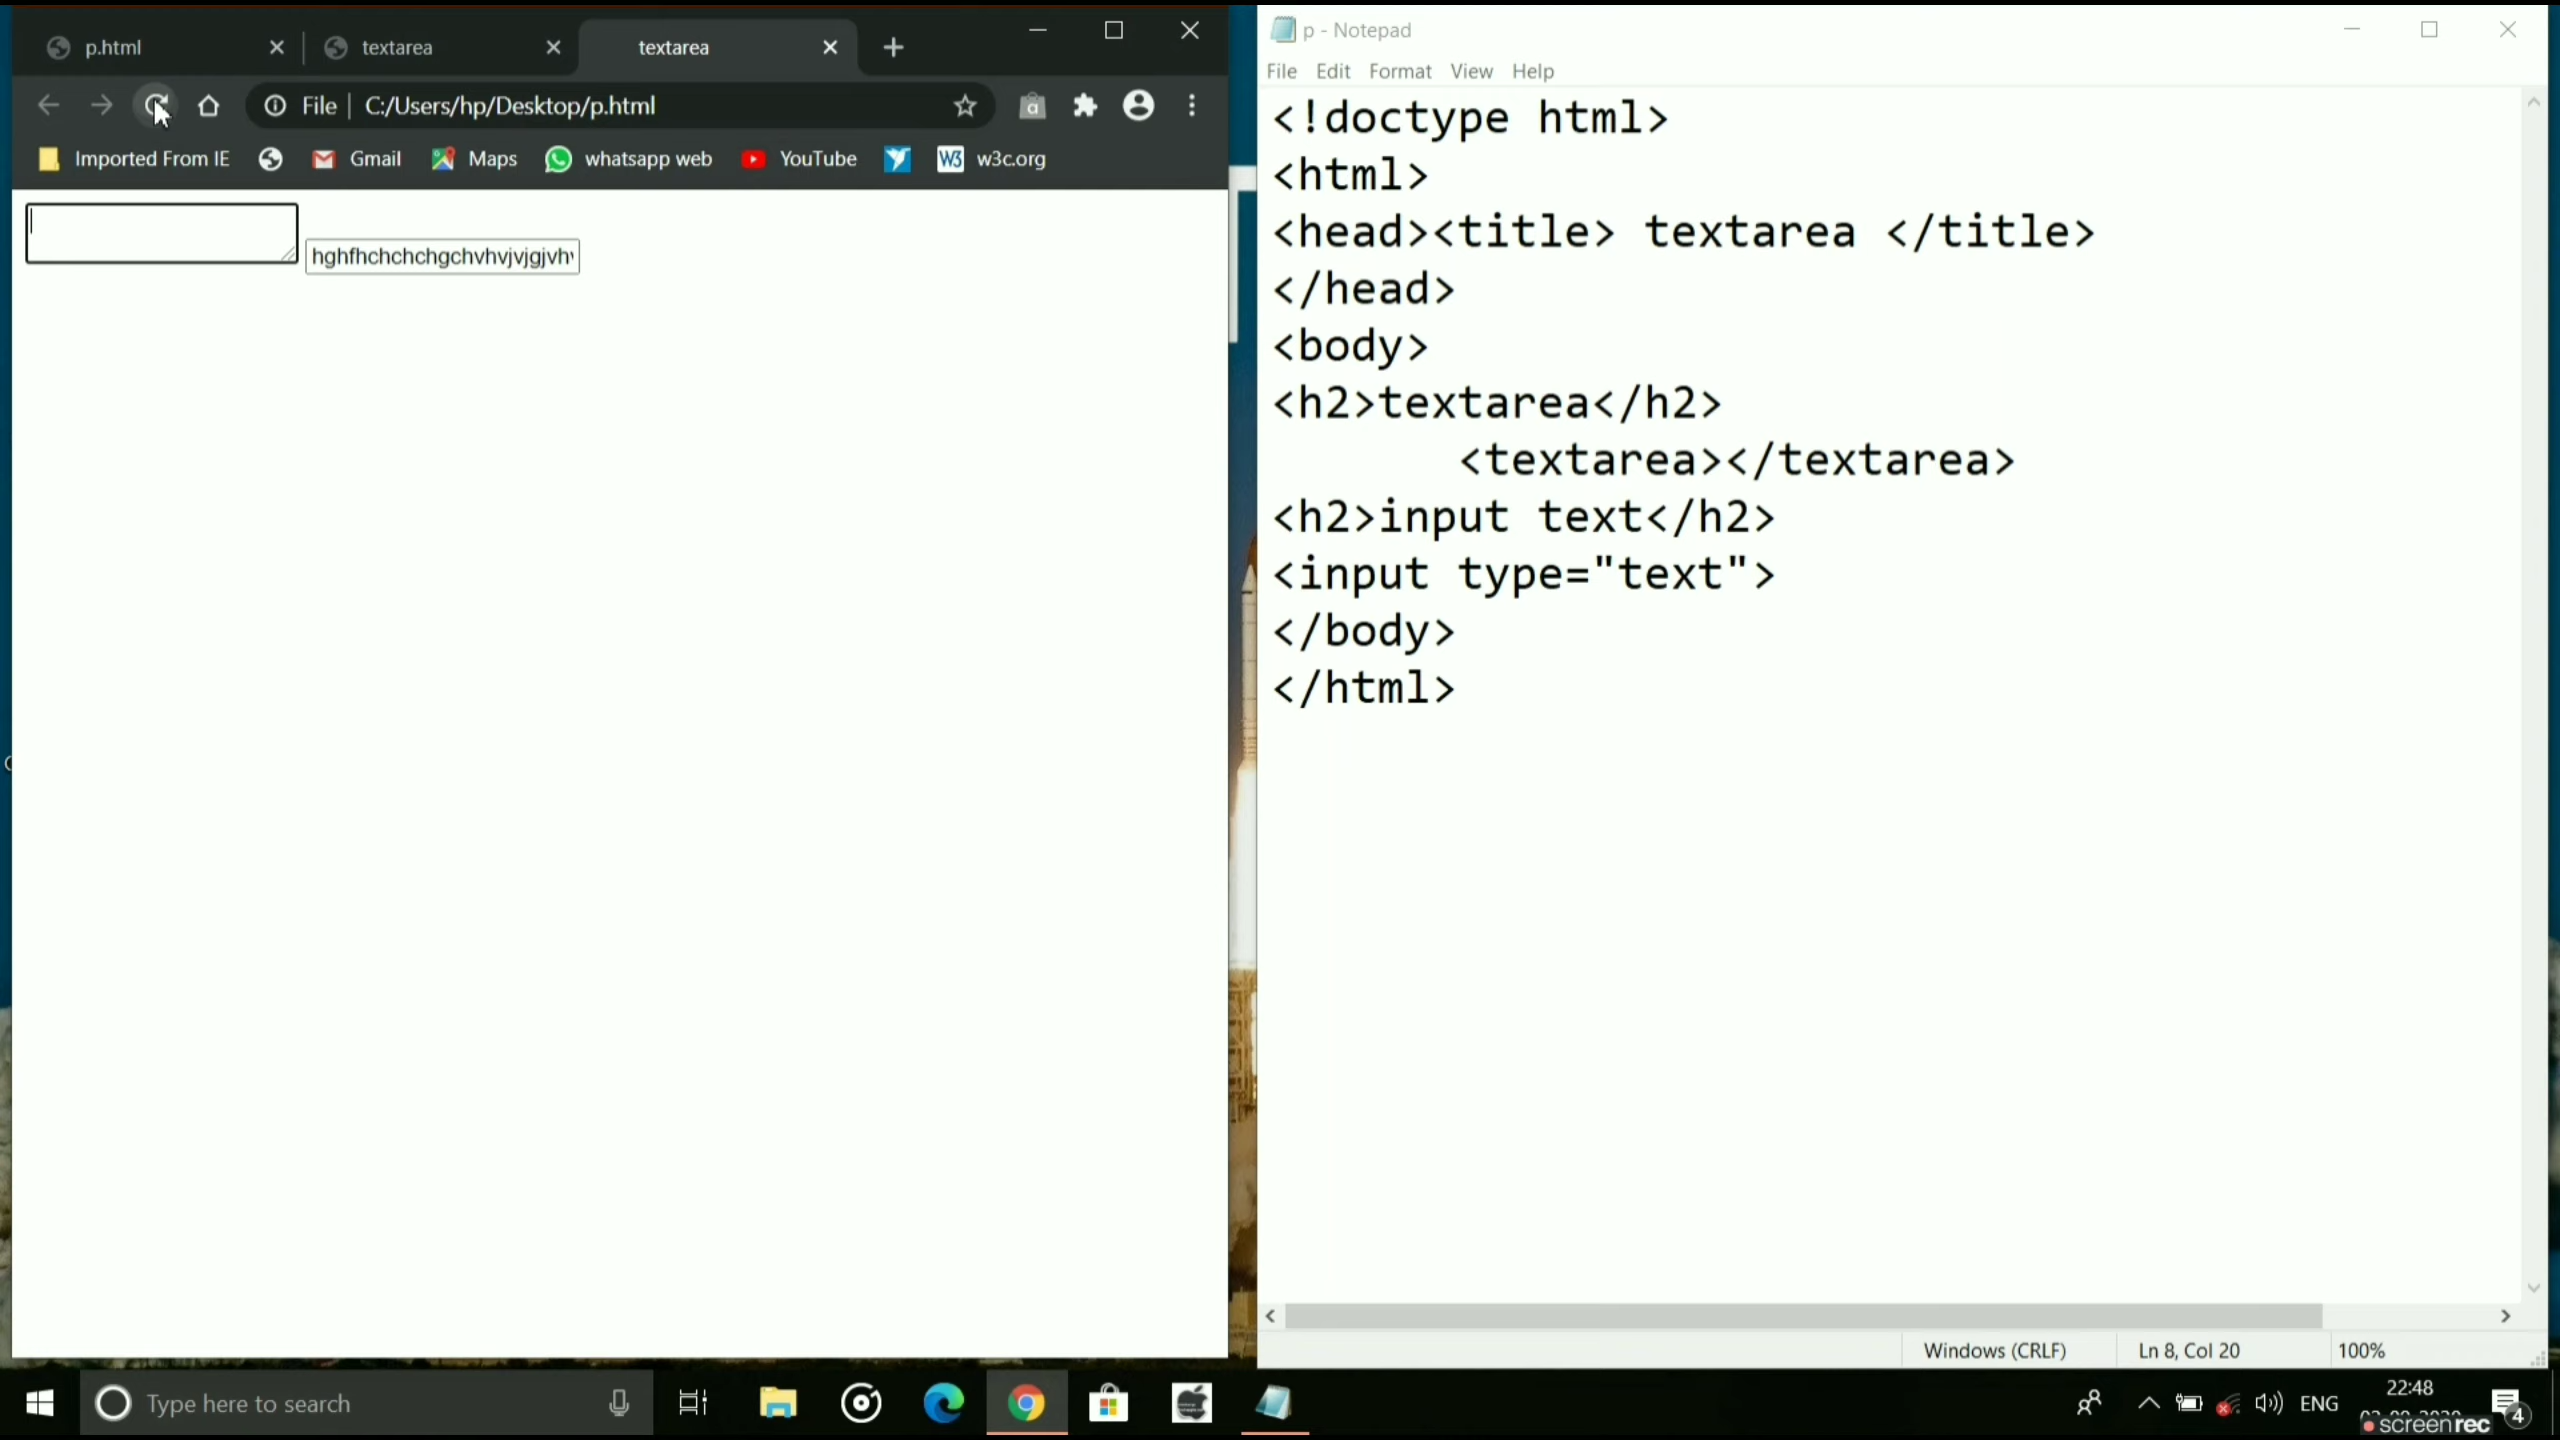 p.html
textarea
textarea
File
C:/Users/hp/Desktop/p.html
Imported From IE
Gmail
Maps
whatsapp web
YouTube
w3c.org
hghfhchchchgchvhvjvjgjvh
p - Notepad
File Edit Format View Help
<!doctype html>
<html>
<head><title> textarea </title>
</head>
<body>
<h2>textarea</h2>
<textarea></textarea>
<h2>input text</h2>
<input type="text">
</body>
</html>
Windows (CRLF)
Ln 8, Col 20
100%
Type here to search
ENG
22:48
4
screenrec